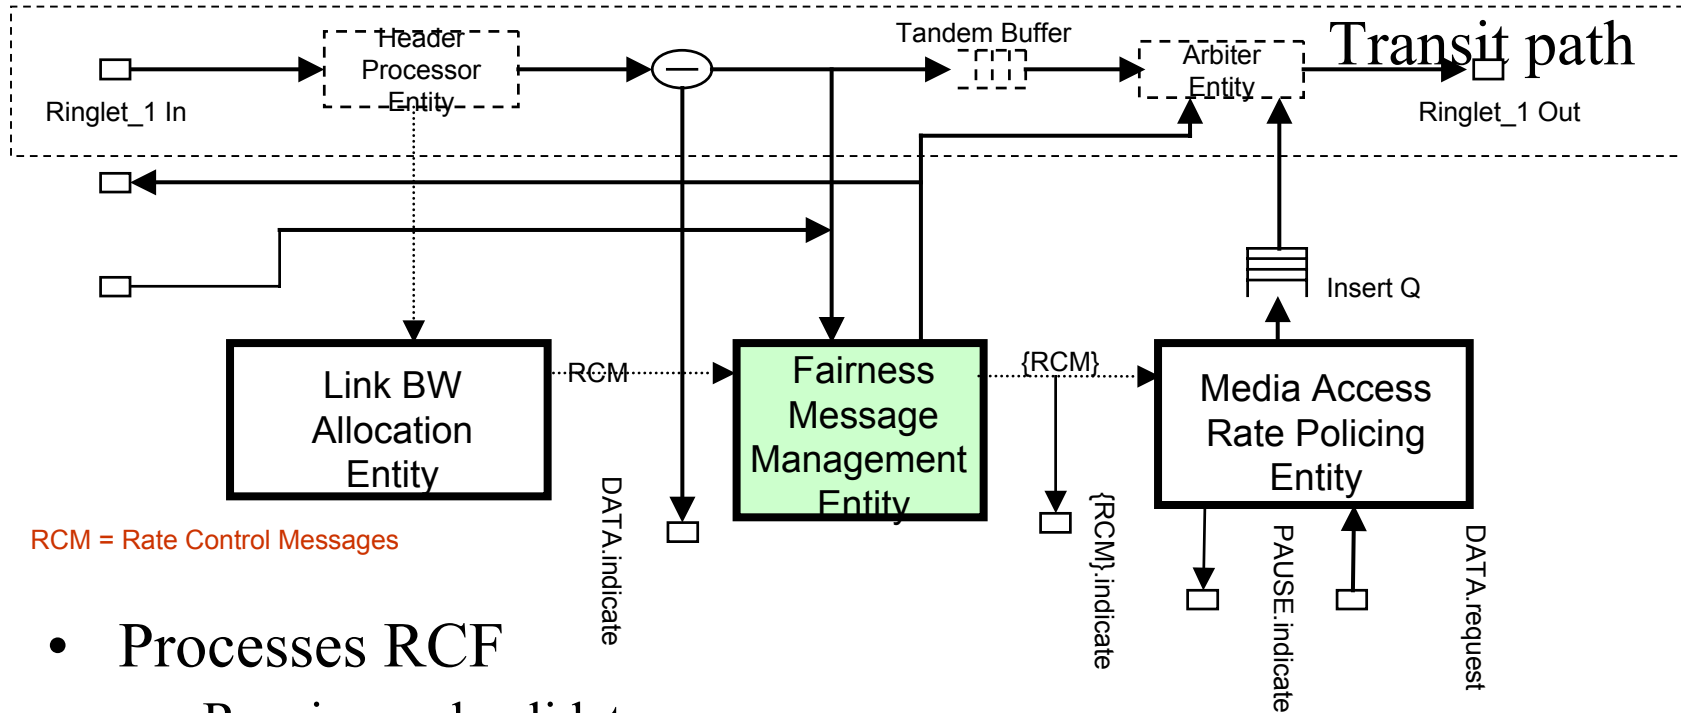 Header
Processor
Entity
Tandem Buffer
Arbiter
Entity
Transit path
Ringlet_1 In
Ringlet_1 Out
Insert Q
Link BW
Allocation
Entity
RCM
Fairness
Message
Management
Entity
{RCM}
Media Access
Rate Policing
Entity
DATA.indicate
{RCM}.indicate
PAUSE.indicate
DATA.request
RCM = Rate Control Messages
• Processes RCF